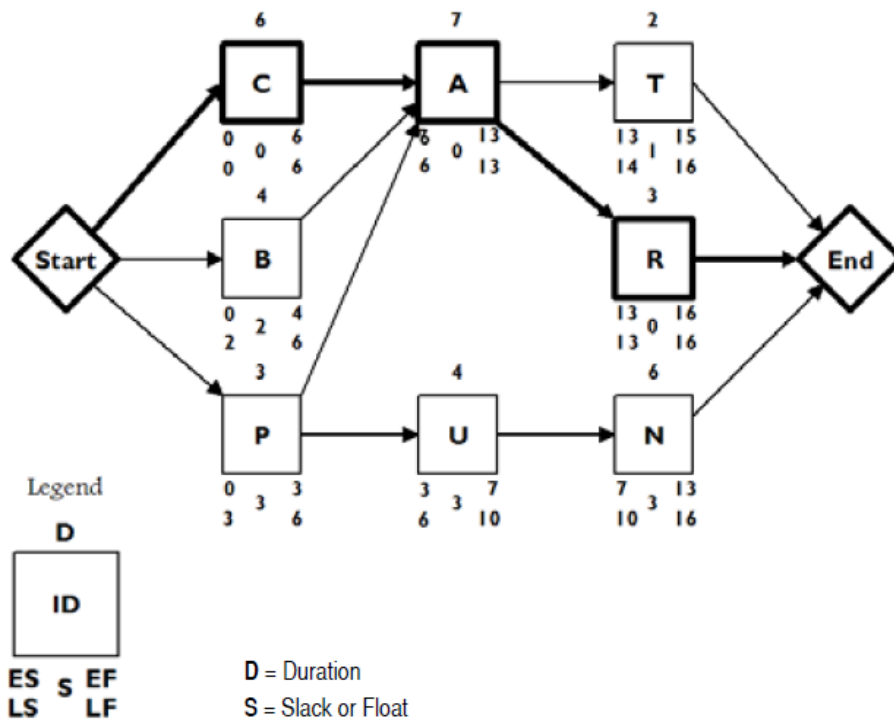 6 7 2
C A T
0 6 6 13 13 15
0 0 1
0 6 6 13 14 16
4 3
Start B R End
0 4 13 16
2 0
2 6 13 16
3 4 6
P U N
0 3 3 7 7 13
3 3 3
3 6 6 10 10 16
Legend
D
ID
ES EF
S
LS LF
D = Duration
S = Slack or Float